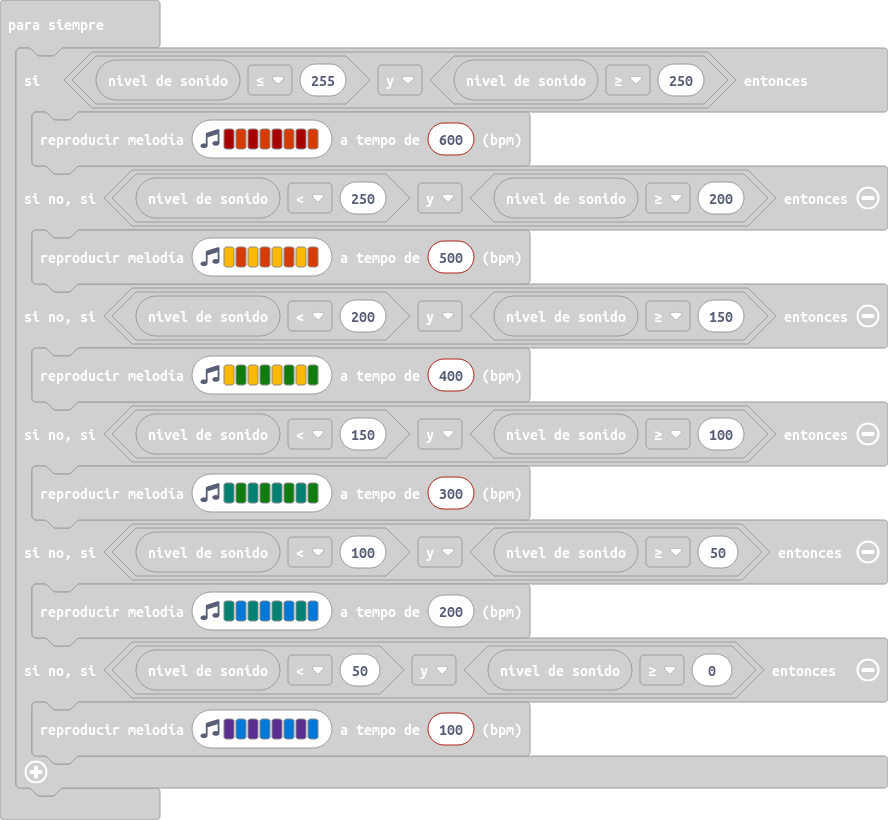 para siempre
si nivel de sonido ≤ 255 y nivel de sonido ≥ 250 entonces
reproducir melodía a tempo de 600 (bpm)
si no, si nivel de sonido < 250 y nivel de sonido ≥ 200 entonces
reproducir melodía a tempo de 500 (bpm)
si no, si nivel de sonido < 200 y nivel de sonido ≥ 150 entonces
reproducir melodía a tempo de 400 (bpm)
si no, si nivel de sonido < 150 y nivel de sonido ≥ 100 entonces
reproducir melodía a tempo de 300 (bpm)
si no, si nivel de sonido < 100 y nivel de sonido ≥ 50 entonces
reproducir melodía a tempo de 200 (bpm)
si no, si nivel de sonido < 50 y nivel de sonido ≥ 0 entonces
reproducir melodía a tempo de 100 (bpm)